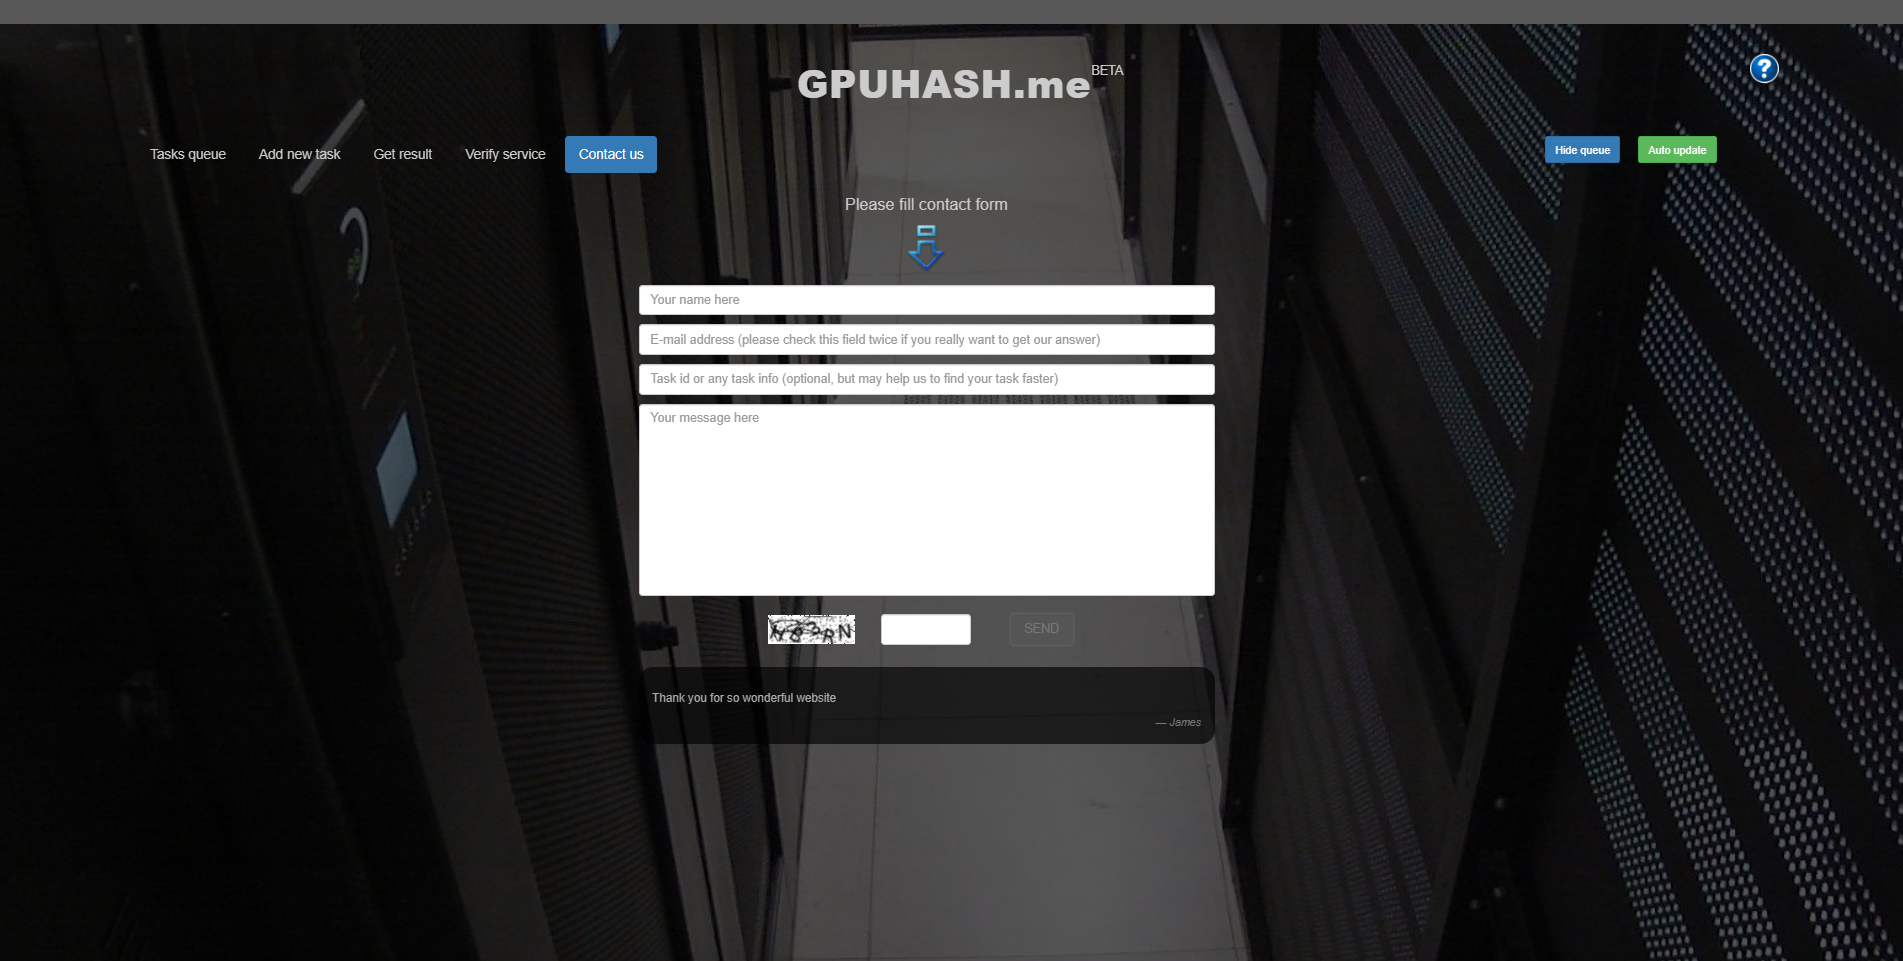 GPUHASH.me BETA
Tasks queue Add new task Get result Verify service Contact us Hide queue Auto update
Please fill contact form
Your name here
E-mail address (please check this field twice if you really want to get our answer)
Task id or any task info (optional, but may help us to find your task faster)
Your message here
SEND
Thank you for so wonderful website
— James